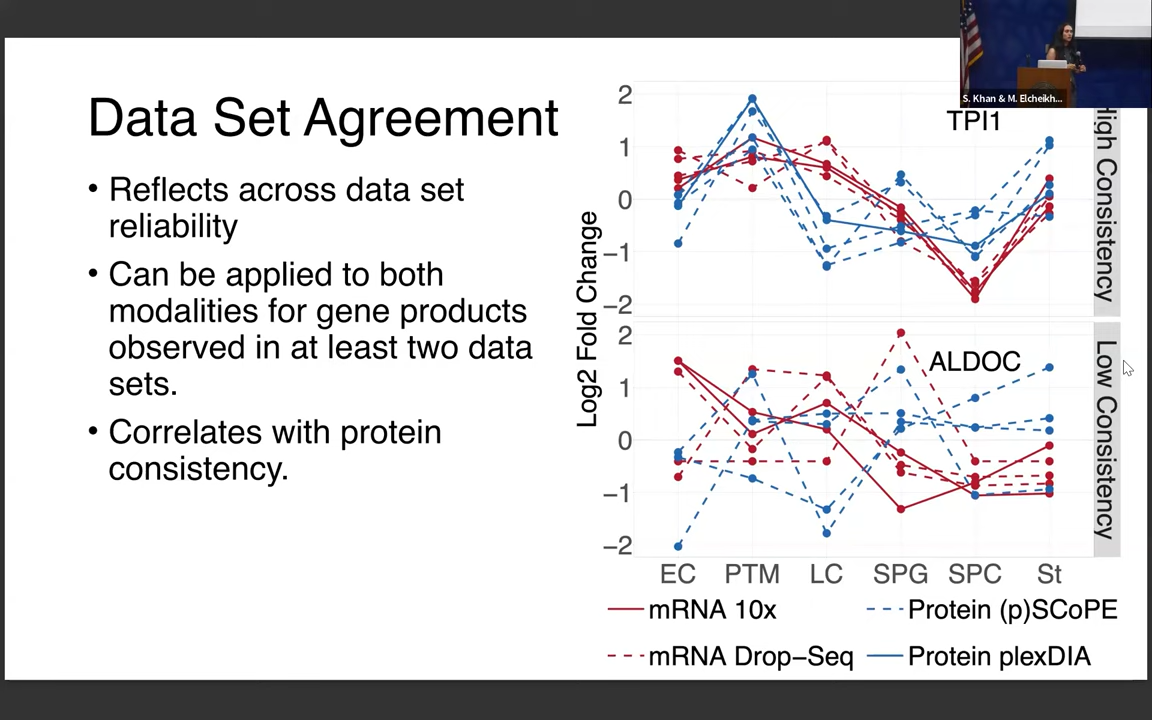 S. Khan & M. Elcheikh...
Data Set Agreement
• Reflects across data set
reliability
• Can be applied to both
modalities for gene products
observed in at least two data
sets.
• Correlates with protein
consistency.
Log2 Fold Change
2
1
0
−1
−2
TPI1
High Consistency
2
1
0
−1
−2
ALDOC
Low Consistency
EC PTM LC SPG SPC St
mRNA 10x
Protein (p)SCoPE
mRNA Drop−Seq
Protein plexDIA